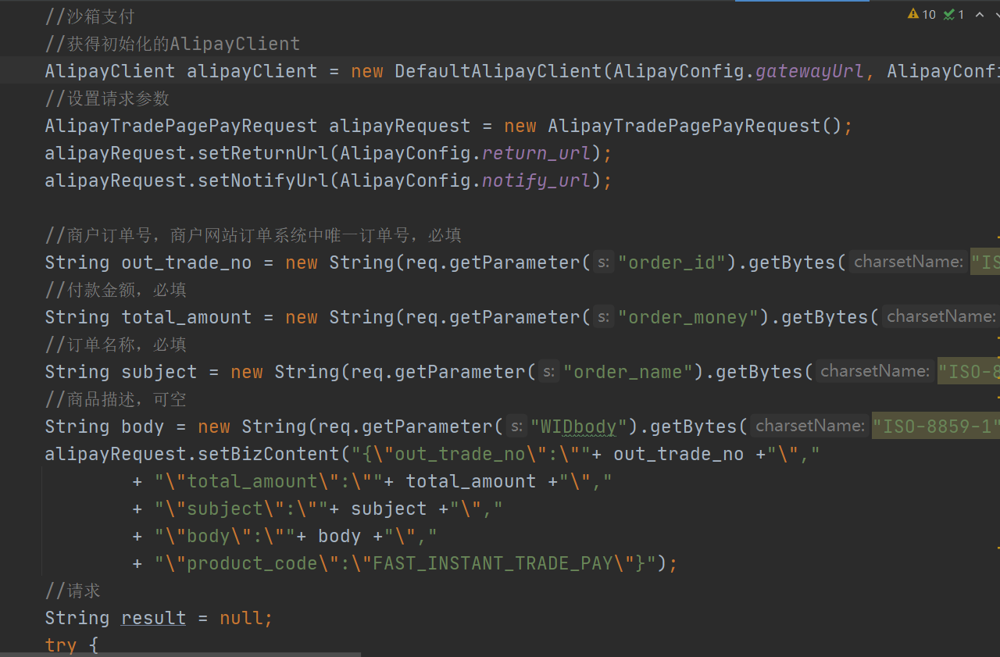 10 1
//沙箱支付
//获得初始化的AlipayClient
AlipayClient alipayClient = new DefaultAlipayClient(AlipayConfig.gatewayUrl, AlipayConfi
//设置请求参数
AlipayTradePagePayRequest alipayRequest = new AlipayTradePagePayRequest();
alipayRequest.setReturnUrl(AlipayConfig.return_url);
alipayRequest.setNotifyUrl(AlipayConfig.notify_url);
//商户订单号，商户网站订单系统中唯一订单号，必填
String out_trade_no = new String(req.getParameter( s: "order_id").getBytes( charsetName: "IS
//付款金额，必填
String total_amount = new String(req.getParameter( s: "order_money").getBytes( charsetName:
//订单名称，必填
String subject = new String(req.getParameter( s: "order_name").getBytes( charsetName: "ISO-8
//商品描述，可空
String body = new String(req.getParameter( s: "WIDbody").getBytes( charsetName: "ISO-8859-1"
alipayRequest.setBizContent("{\"out_trade_no\":\""+ out_trade_no +"\","
+ "\"total_amount\":\""+ total_amount +"\","
+ "\"subject\":\""+ subject +"\","
+ "\"body\":\""+ body +"\","
+ "\"product_code\":\"FAST_INSTANT_TRADE_PAY\"}");
//请求
String result = null;
try {